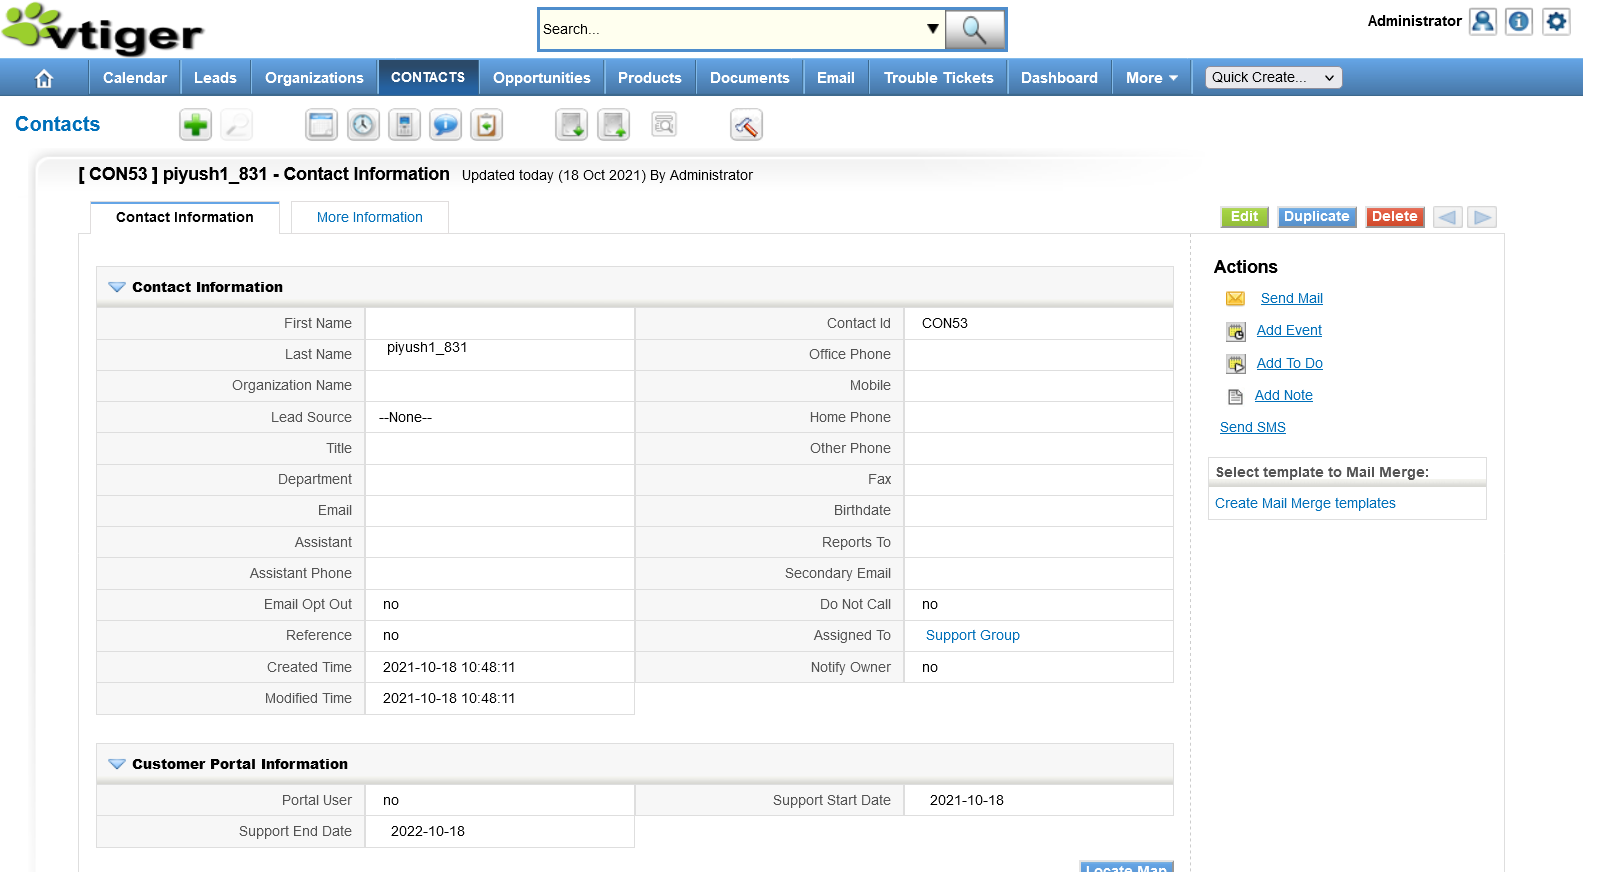 vtiger
Search...
Administrator
Calendar Leads Organizations CONTACTS Opportunities Products Documents Email Trouble Tickets Dashboard More Quick Create...
Contacts
[ CON53 ] piyush1_831 - Contact Information Updated today (18 Oct 2021) By Administrator
Contact Information More Information Edit Duplicate Delete
Contact Information
First Name Contact Id CON53
Last Name piyush1_831 Office Phone
Organization Name Mobile
Lead Source --None-- Home Phone
Title Other Phone
Department Fax
Email Birthdate
Assistant Reports To
Assistant Phone Secondary Email
Email Opt Out no Do Not Call no
Reference no Assigned To Support Group
Created Time 2021-10-18 10:48:11 Notify Owner no
Modified Time 2021-10-18 10:48:11
Customer Portal Information
Portal User no Support Start Date 2021-10-18
Support End Date 2022-10-18
Locate Map
Actions
Send Mail
Add Event
Add To Do
Add Note
Send SMS
Select template to Mail Merge:
Create Mail Merge templates